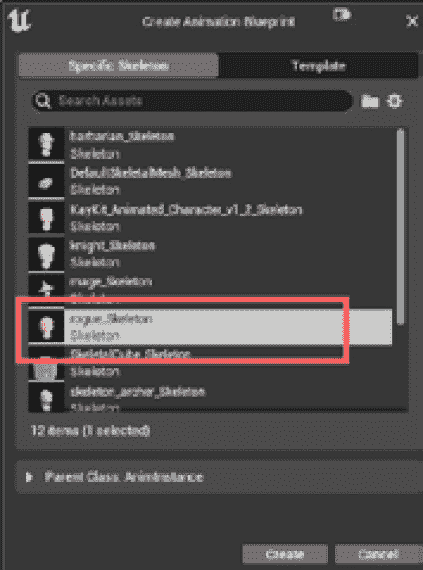 Create Animation Blueprint
Specific Skeleton
Template
Search Assets
barbarian_Skeleton
Skeleton
DefaultSkeletalMesh_Skeleton
Skeleton
KayKit_Animated_Character_v1_2_Skeleton
Skeleton
knight_Skeleton
Skeleton
mage_Skeleton
Skeleton
rogue_Skeleton
Skeleton
SkeletalCube_Skeleton
Skeleton
skeleton_archer_Skeleton
Skeleton
12 items (1 selected)
Parent Class: AnimInstance
Create
Cancel